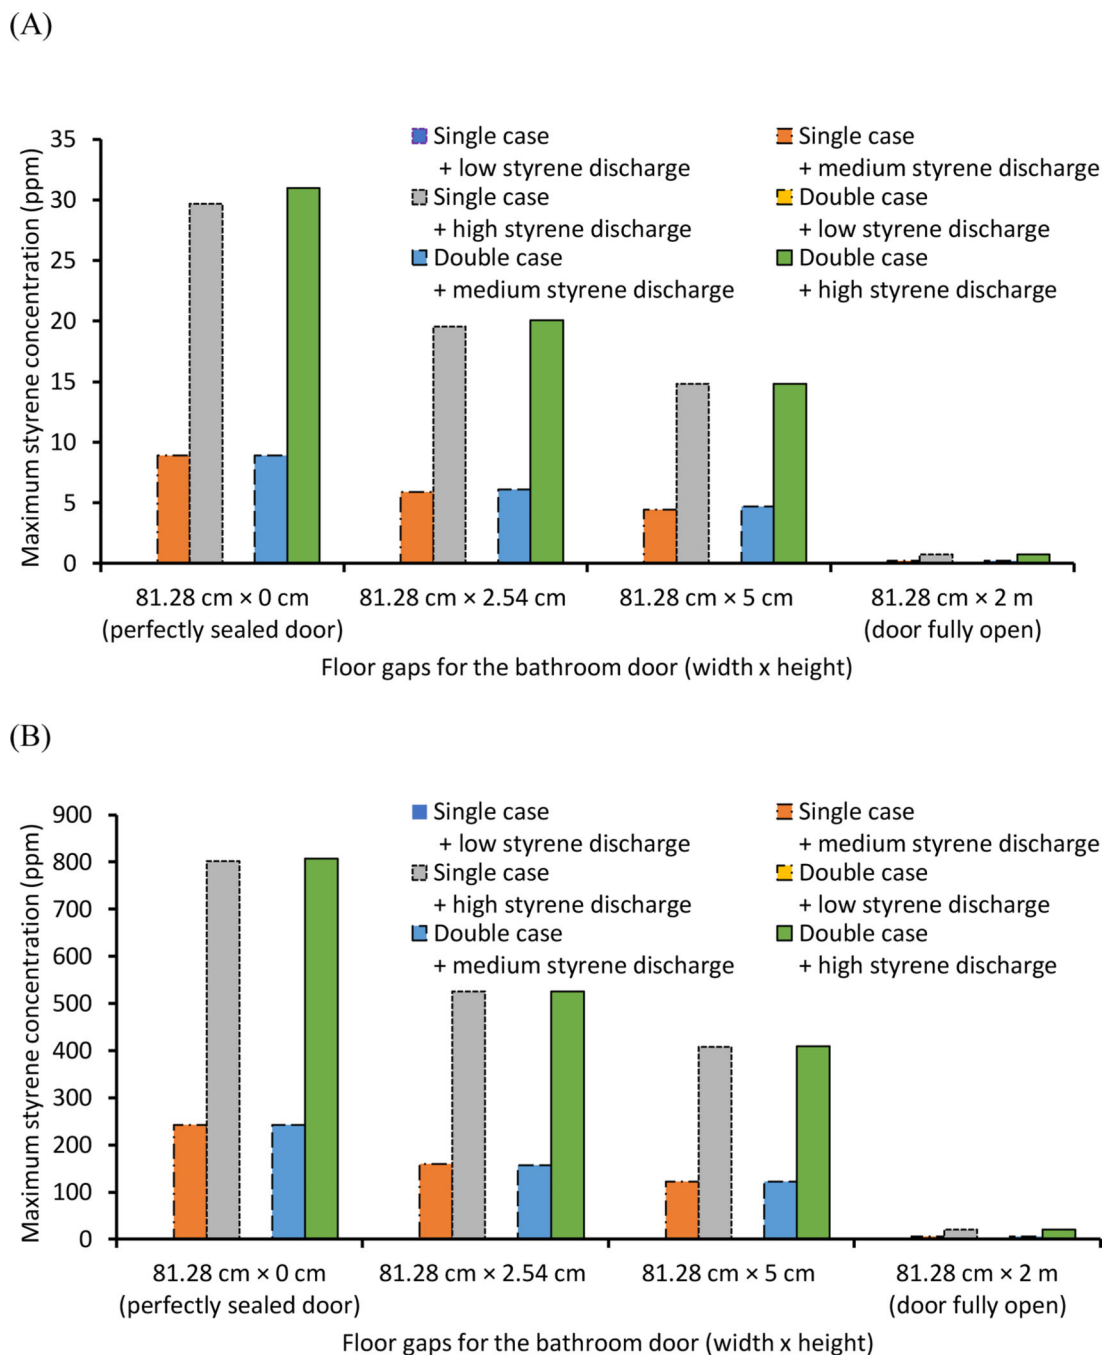 (A)
Maximum styrene concentration (ppm)
35
30
25
20
15
10
5
0
Single case
+ low styrene discharge
Single case
+ medium styrene discharge
Single case
+ high styrene discharge
Double case
+ low styrene discharge
Double case
+ medium styrene discharge
Double case
+ high styrene discharge
81.28 cm × 0 cm
(perfectly sealed door)
81.28 cm × 2.54 cm
81.28 cm × 5 cm
81.28 cm × 2 m
(door fully open)
Floor gaps for the bathroom door (width x height)
(B)
Maximum styrene concentration (ppm)
900
800
700
600
500
400
300
200
100
0
Single case
+ low styrene discharge
Single case
+ medium styrene discharge
Single case
+ high styrene discharge
Double case
+ low styrene discharge
Double case
+ medium styrene discharge
Double case
+ high styrene discharge
81.28 cm × 0 cm
(perfectly sealed door)
81.28 cm × 2.54 cm
81.28 cm × 5 cm
81.28 cm × 2 m
(door fully open)
Floor gaps for the bathroom door (width x height)